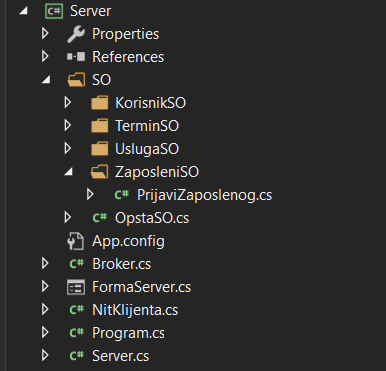 Server
Properties
References
SO
KorisnikSO
TerminSO
UslugaSO
ZaposleniSO
PrijaviZaposlenog.cs
OpstaSO.cs
App.config
Broker.cs
FormaServer.cs
NitKlijenta.cs
Program.cs
Server.cs